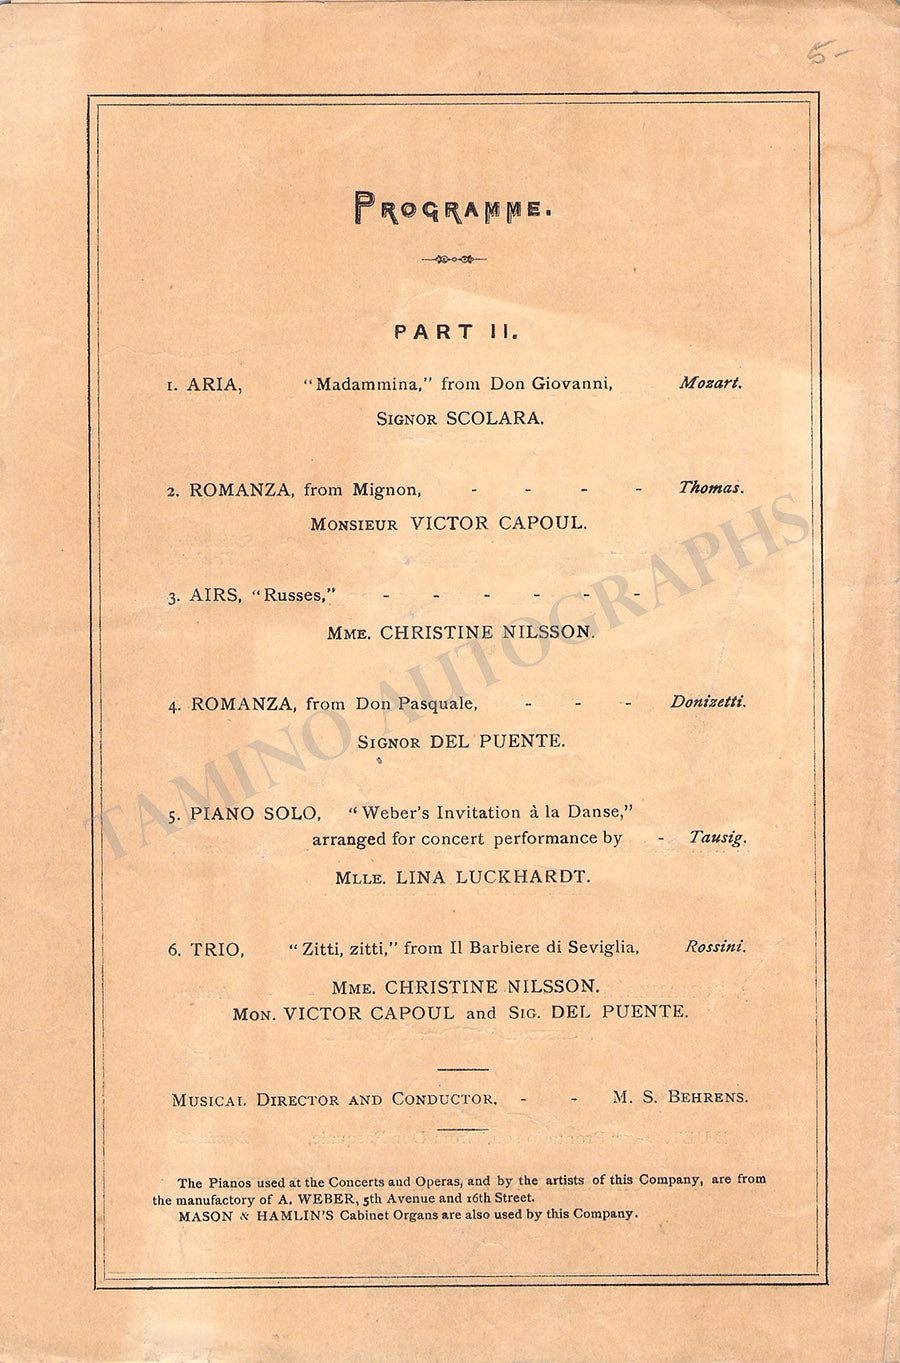 5-
PROGRAMME.
PART II.
1. ARIA, "Madammina," from Don Giovanni, Mozart.
SIGNOR SCOLARA.
2. ROMANZA, from Mignon, - - - - Thomas.
MONSIEUR VICTOR CAPOUL.
3. AIRS, "Russes," - - - - - -
MME. CHRISTINE NILSSON.
4. ROMANZA, from Don Pasquale, - - - Donizetti.
SIGNOR DEL PUENTE.
5. PIANO SOLO, "Weber's Invitation à la Danse,"
arranged for concert performance by - Tausig.
MLLE. LINA LUCKHARDT.
6. TRIO, "Zitti, zitti," from Il Barbiere di Seviglia, Rossini.
MME. CHRISTINE NILSSON.
MON. VICTOR CAPOUL and SIG. DEL PUENTE.
MUSICAL DIRECTOR AND CONDUCTOR, - - M. S. BEHRENS.
The Pianos used at the Concerts and Operas, and by the artists of this Company, are from
the manufactory of A. WEBER, 5th Avenue and 16th Street.
MASON & HAMLIN'S Cabinet Organs are also used by this Company.
TAMINO AUTOGRAPHS